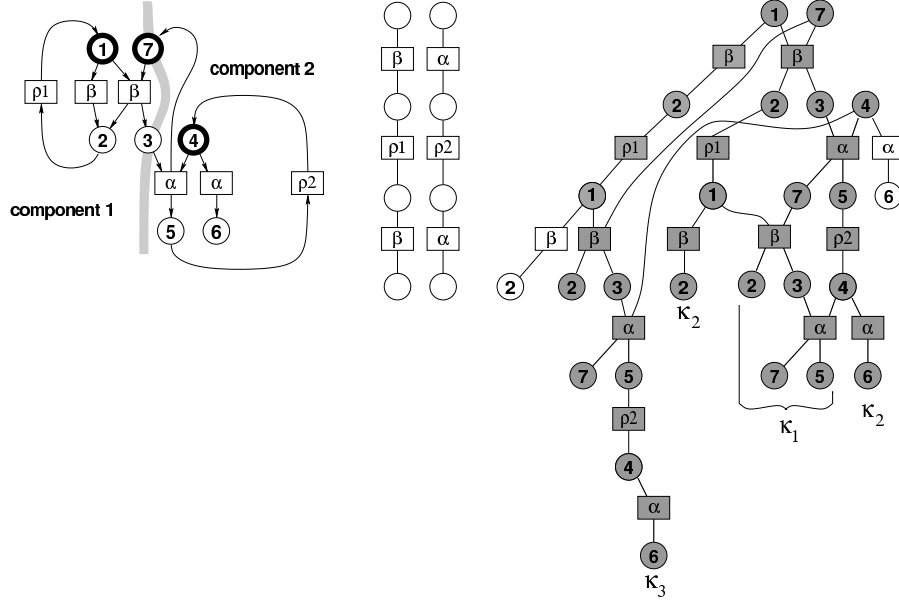 1 7 1 7
component 2
β α β β
ρ1 β β 2 2 3 4
2 3 4 ρ1 ρ2 ρ1 ρ1 α α
α α ρ2
1 1 7 5 6
component 1
5 6 β α β β β β ρ2
2 2 3 2 2 3 4
κ2
α α α
7 5 7 5 6
κ1 κ2
ρ2
4
α
6
κ3